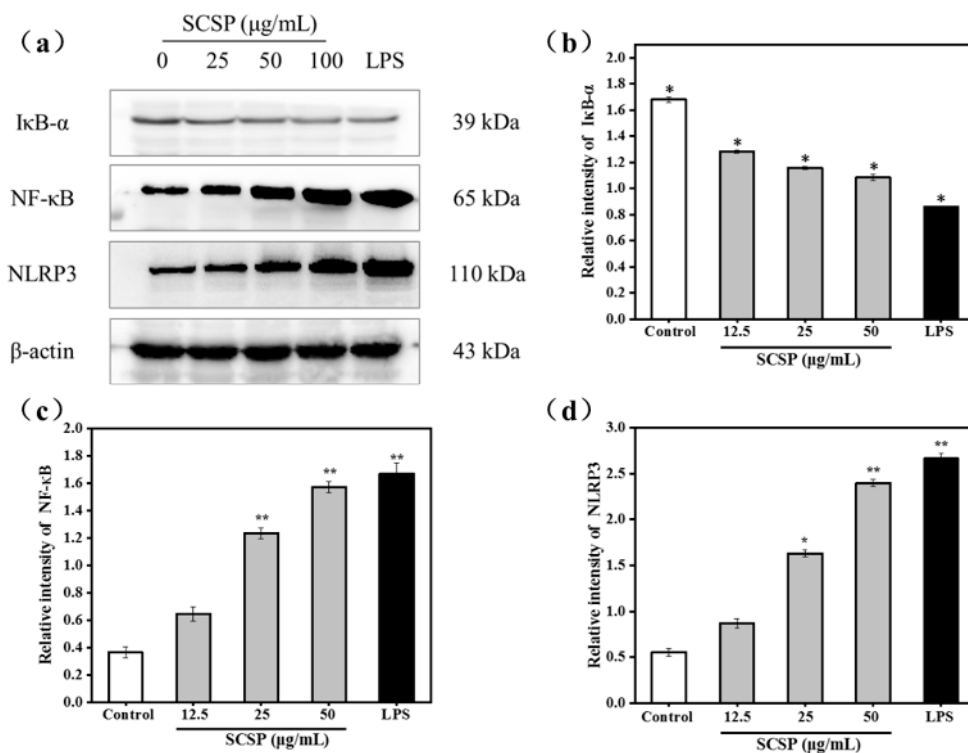 (a)
SCSP (μg/mL)
0 25 50 100 LPS
IκB-α 39 kDa
NF-κB 65 kDa
NLRP3 110 kDa
β-actin 43 kDa
(b)
Relative intensity of IκB-α
2.0
1.8
1.6
1.4
1.2
1.0
0.8
0.6
0.4
0.2
0.0
* * * * *
Control 12.5 25 50 LPS
SCSP (μg/mL)
(c)
Relative intensity of NF-κB
2.0
1.8
1.6
1.4
1.2
1.0
0.8
0.6
0.4
0.2
0.0
** ** **
Control 12.5 25 50 LPS
SCSP (μg/mL)
(d)
Relative intensity of NLRP3
3.0
2.5
2.0
1.5
1.0
0.5
0.0
* ** **
Control 12.5 25 50 LPS
SCSP (μg/mL)